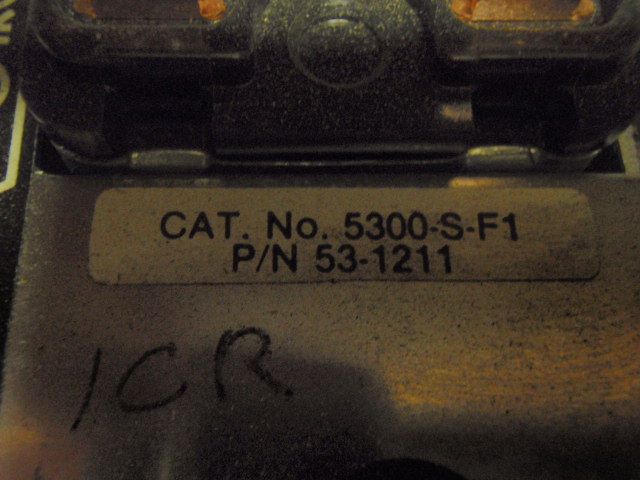 CAT. No. 5300-S-F1
P/N 53-1211
1CR